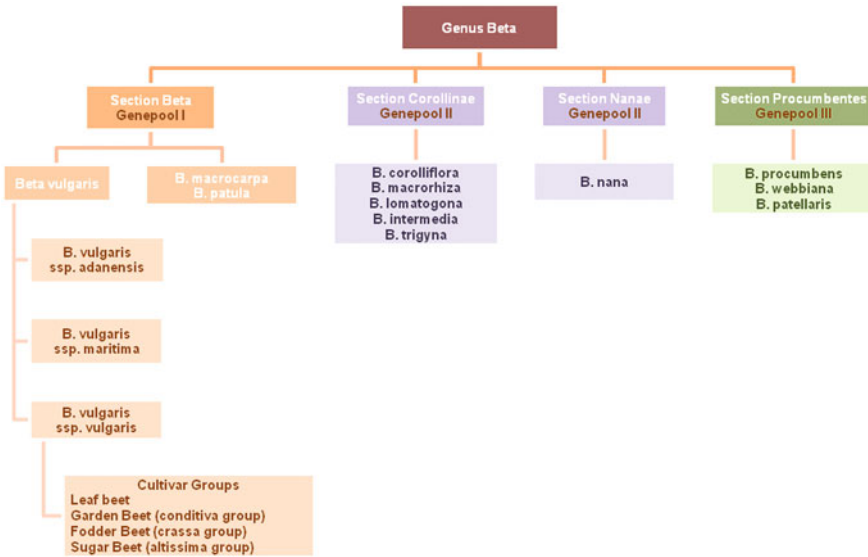 Genus Beta
Section Beta
Genepool I
Section Corollinae
Genepool II
Section Nanae
Genepool II
Section Procumbentes
Genepool III
Beta vulgaris
B. macrocarpa
B. patula
B. corolliflora
B. macrorhiza
B. lomatogona
B. intermedia
B. trigyna
B. nana
B. procumbens
B. webbiana
B. patellaris
B. vulgaris
ssp. adanensis
B. vulgaris
ssp. maritima
B. vulgaris
ssp. vulgaris
Cultivar Groups
Leaf beet
Garden Beet (conditiva group)
Fodder Beet (crassa group)
Sugar Beet (altissima group)